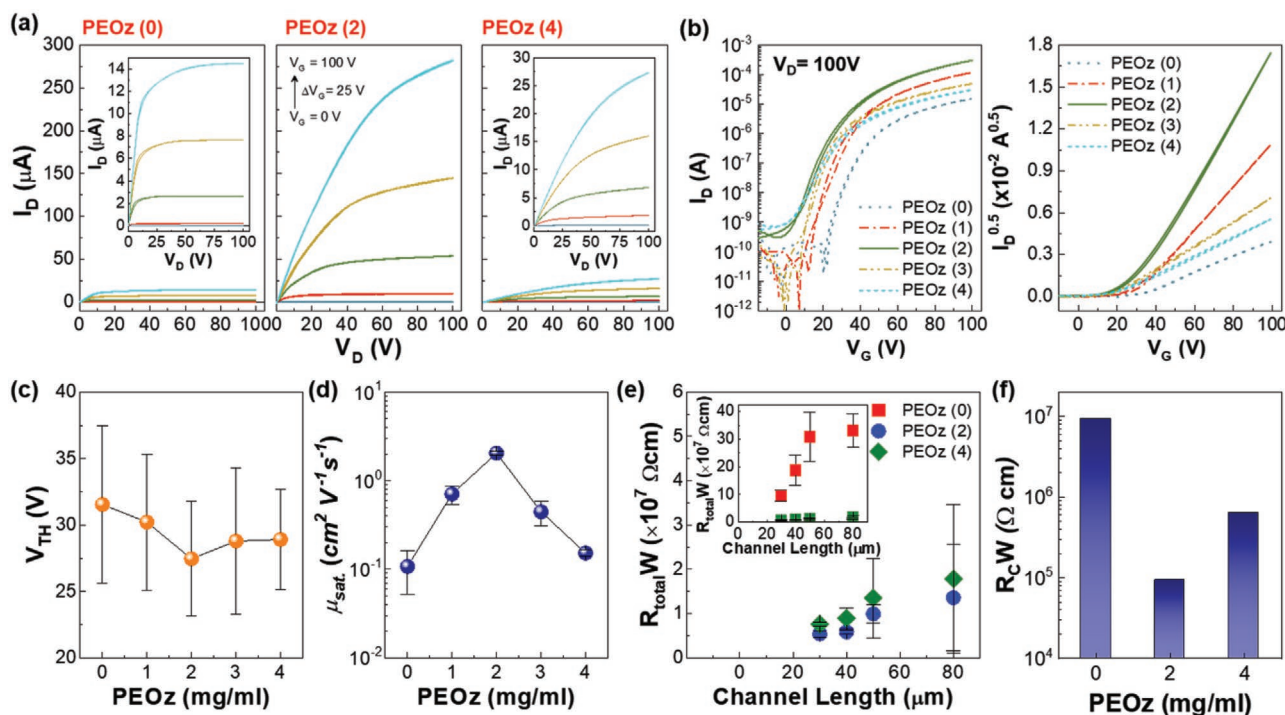 (a)
PEOz (0)
PEOz (2)
PEOz (4)
I_D (μA)
300
250
200
150
100
50
0
14
12
10
8
6
4
2
0
I_D (μA)
0 25 50 75 100
V_D (V)
V_G = 100 V
ΔV_G = 25 V
V_G = 0 V
30
25
20
15
10
5
0
I_D (μA)
0 25 50 75 100
V_D (V)
0 20 40 60 80 100 0 20 40 60 80 100 0 20 40 60 80 100
V_D (V)
(b)
V_D= 100V
I_D (A)
10^-3
10^-4
10^-5
10^-6
10^-7
10^-8
10^-9
10^-10
10^-11
10^-12
PEOz (0)
PEOz (1)
PEOz (2)
PEOz (3)
PEOz (4)
0 20 40 60 80 100
V_G (V)
I_D^0.5 (x10^-2 A^0.5)
1.8
1.5
1.2
0.9
0.6
0.3
0.0
PEOz (0)
PEOz (1)
PEOz (2)
PEOz (3)
PEOz (4)
0 20 40 60 80 100
V_G (V)
(c)
V_TH (V)
40
35
30
25
20
0 1 2 3 4
PEOz (mg/ml)
(d)
μ_sat. (cm^2 V^-1 s^-1)
10^1
10^0
10^-1
10^-2
0 1 2 3 4
PEOz (mg/ml)
(e)
R_total W (×10^7 Ωcm)
6
5
4
3
2
1
0
R_total W (×10^7 Ωcm)
40
30
20
10
0
0 20 40 60 80
Channel Length (μm)
PEOz (0)
PEOz (2)
PEOz (4)
0 20 40 60 80
Channel Length (μm)
(f)
R_C W (Ω cm)
10^7
10^6
10^5
10^4
0 2 4
PEOz (mg/ml)